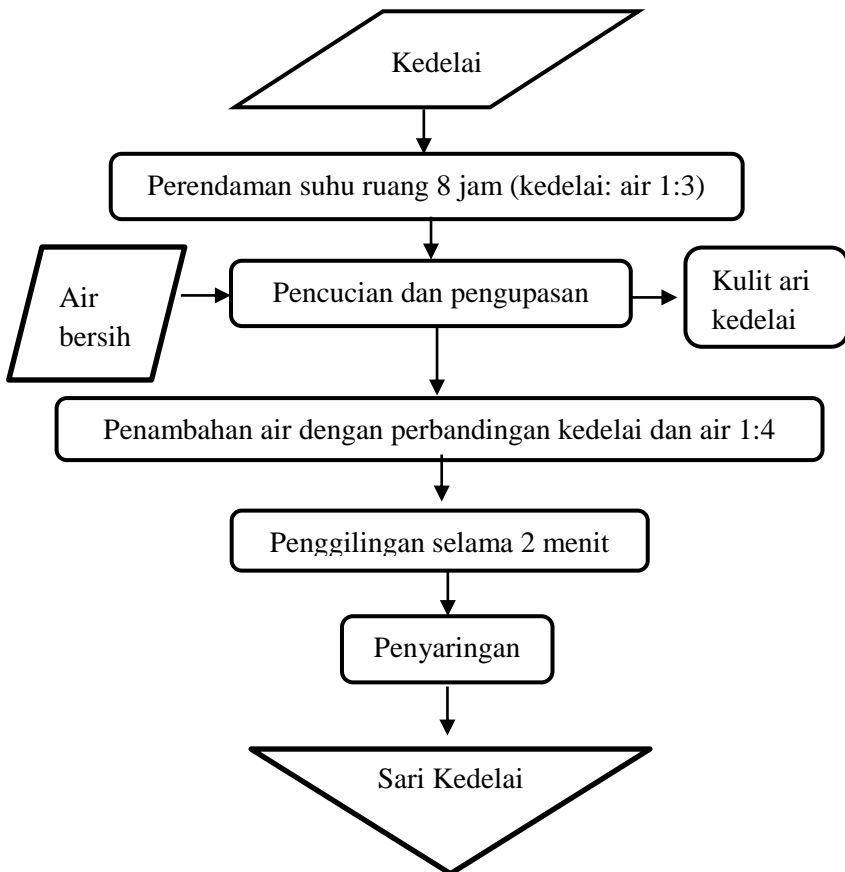 Kedelai
Perendaman suhu ruang 8 jam (kedelai: air 1:3)
Air
bersih
Pencucian dan pengupasan
Kulit ari
kedelai
Penambahan air dengan perbandingan kedelai dan air 1:4
Penggilingan selama 2 menit
Penyaringan
Sari Kedelai